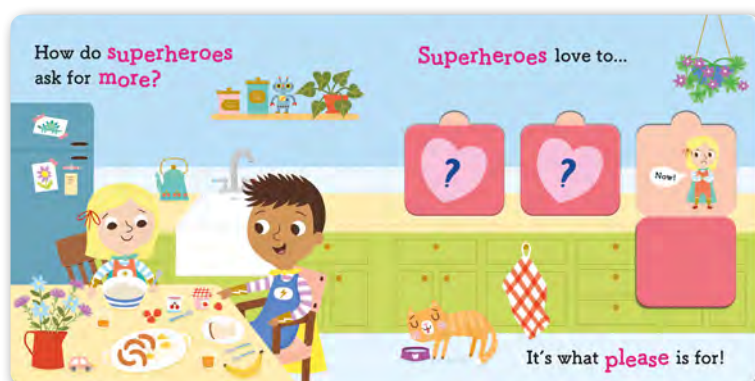 How do superheroes
ask for more?
Superheroes love to...
?
?
Now!
It's what please is for!